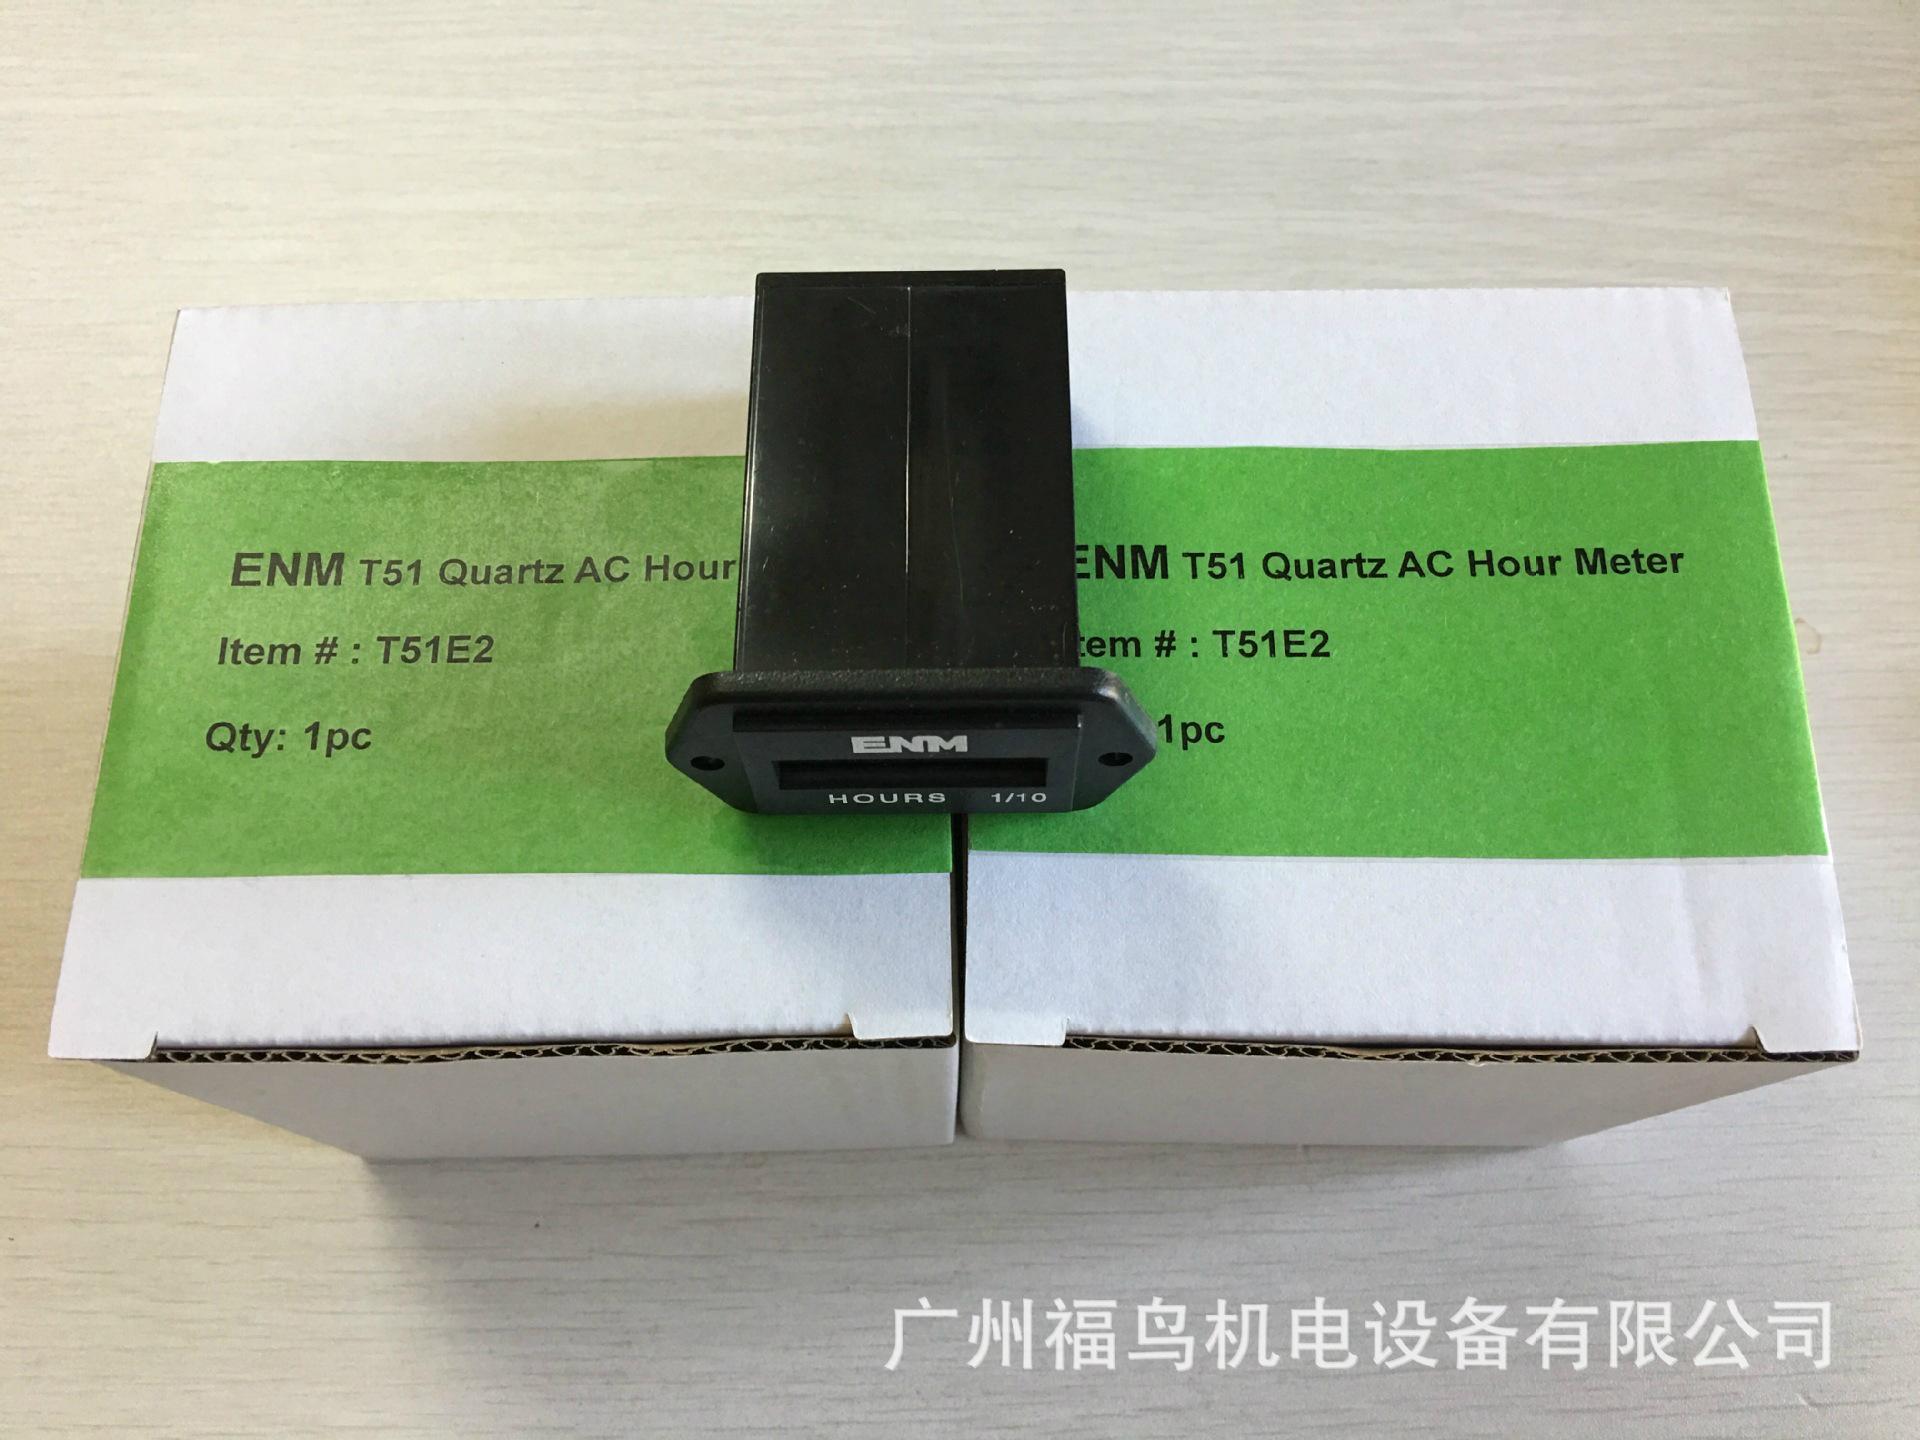 ENM T51 Quartz AC Hour
Item # : T51E2
Qty: 1pc
ENM T51 Quartz AC Hour Meter
Item # : T51E2
1pc
ENM
HOURS 1/10
广州福鸟机电设备有限公司